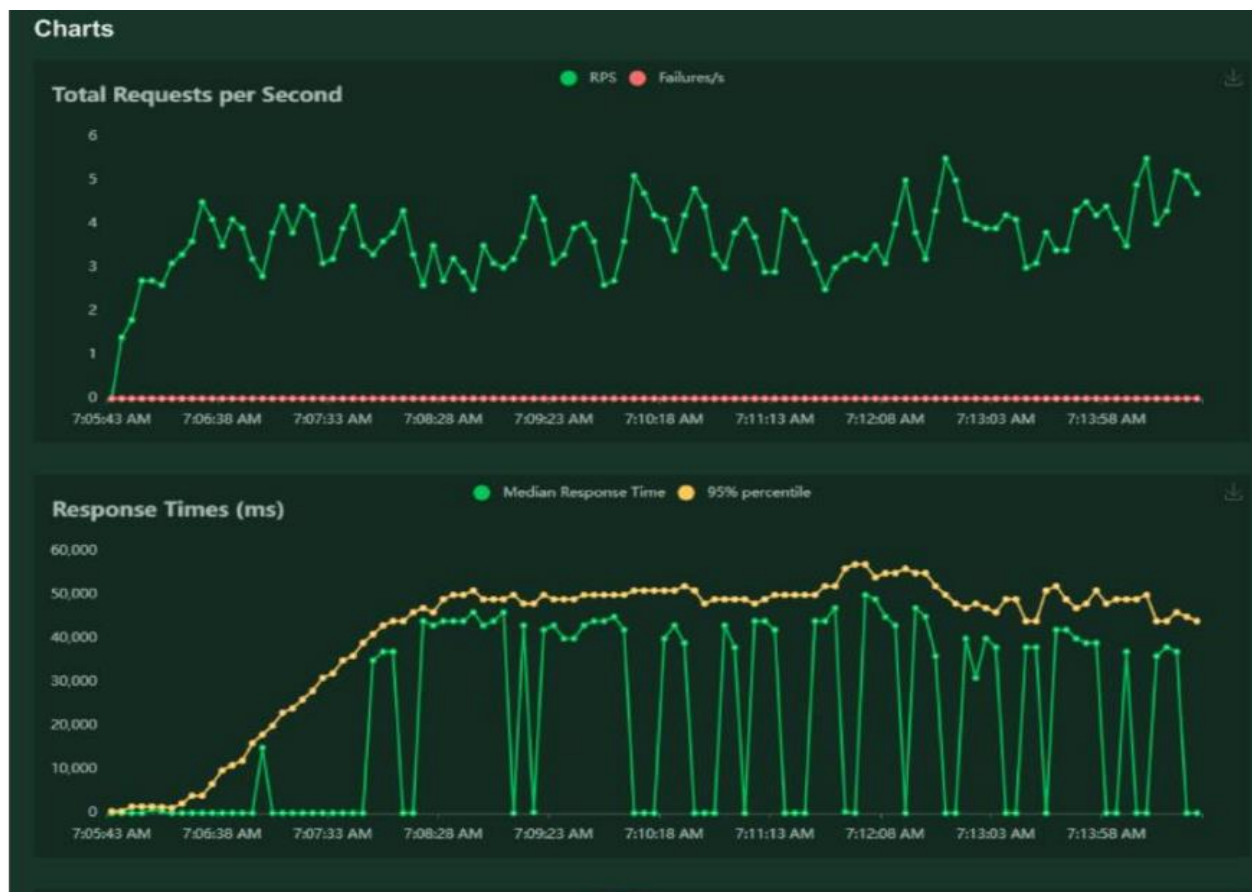 Charts
RPS Failures/s
Total Requests per Second
6
5
4
3
2
1
0
7:05:43 AM 7:06:38 AM 7:07:33 AM 7:08:28 AM 7:09:23 AM 7:10:18 AM 7:11:13 AM 7:12:08 AM 7:13:03 AM 7:13:58 AM
Median Response Time 95% percentile
Response Times (ms)
60,000
50,000
40,000
30,000
20,000
10,000
0
7:05:43 AM 7:06:38 AM 7:07:33 AM 7:08:28 AM 7:09:23 AM 7:10:18 AM 7:11:13 AM 7:12:08 AM 7:13:03 AM 7:13:58 AM